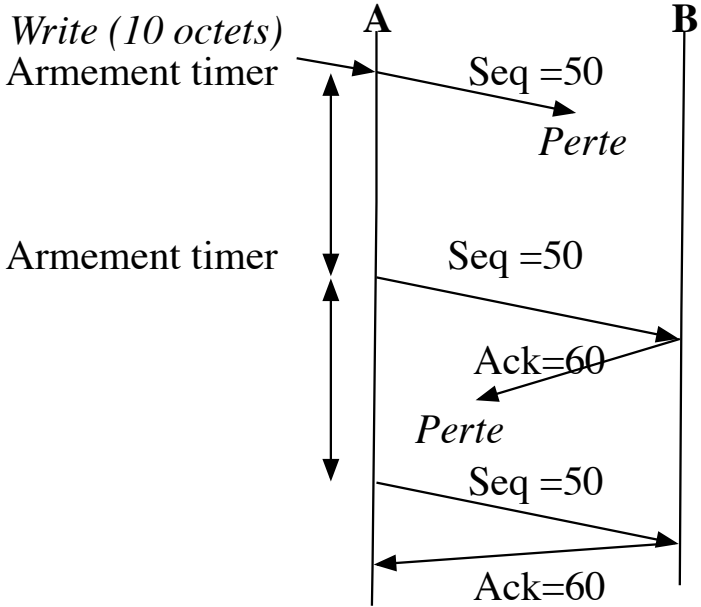 A
B
Write (10 octets)
Armement timer
Seq =50
Perte
Armement timer
Seq =50
Ack=60
Perte
Seq =50
Ack=60